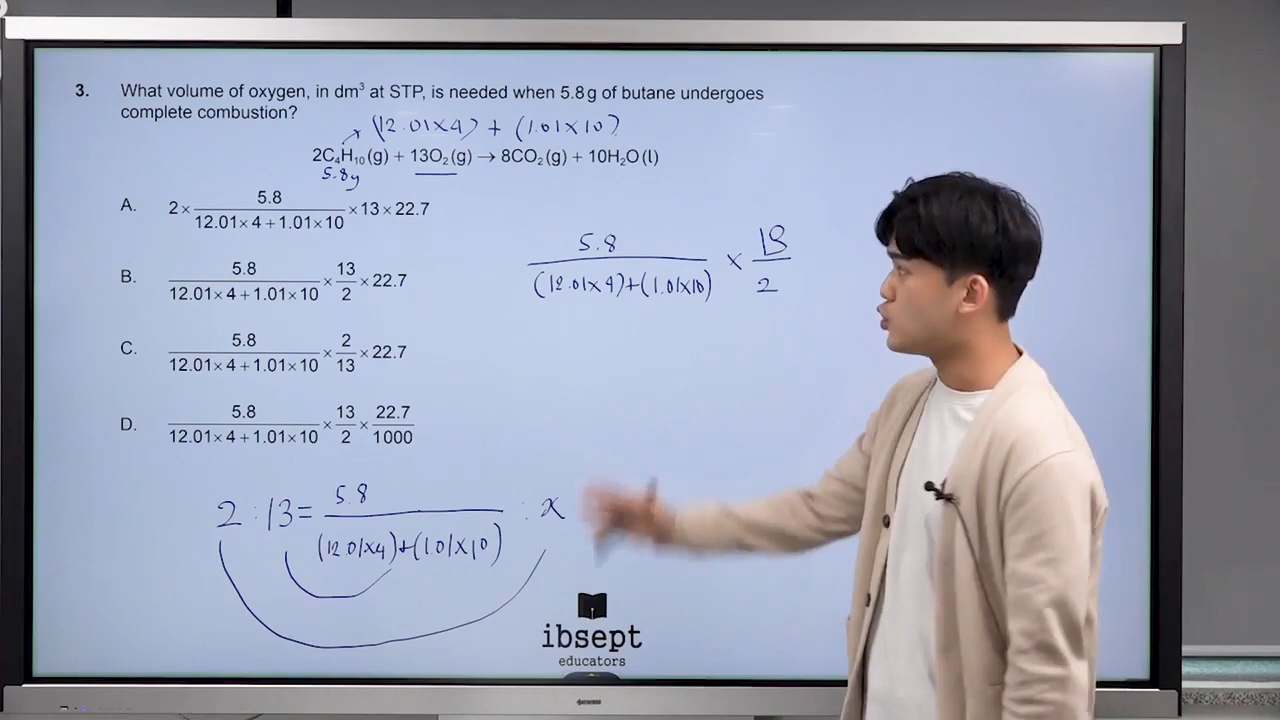 3. What volume of oxygen, in dm³ at STP, is needed when 5.8 g of butane undergoes
complete combustion?
(12.01×4) + (1.01×10)
2C₄H₁₀(g) + 13O₂(g) → 8CO₂(g) + 10H₂O(l)
5.8g
A. 2 × 5.8 / (12.01 × 4 + 1.01 × 10) × 13 × 22.7
5.8 / ((12.01×4)+(1.01×10)) × 13/2
B. 5.8 / (12.01 × 4 + 1.01 × 10) × 13/2 × 22.7
C. 5.8 / (12.01 × 4 + 1.01 × 10) × 2/13 × 22.7
D. 5.8 / (12.01 × 4 + 1.01 × 10) × 13/2 × 22.7/1000
2 : 13 = 5.8 / ((12.01×4)+(1.01×10)) : x
ibsept
educators